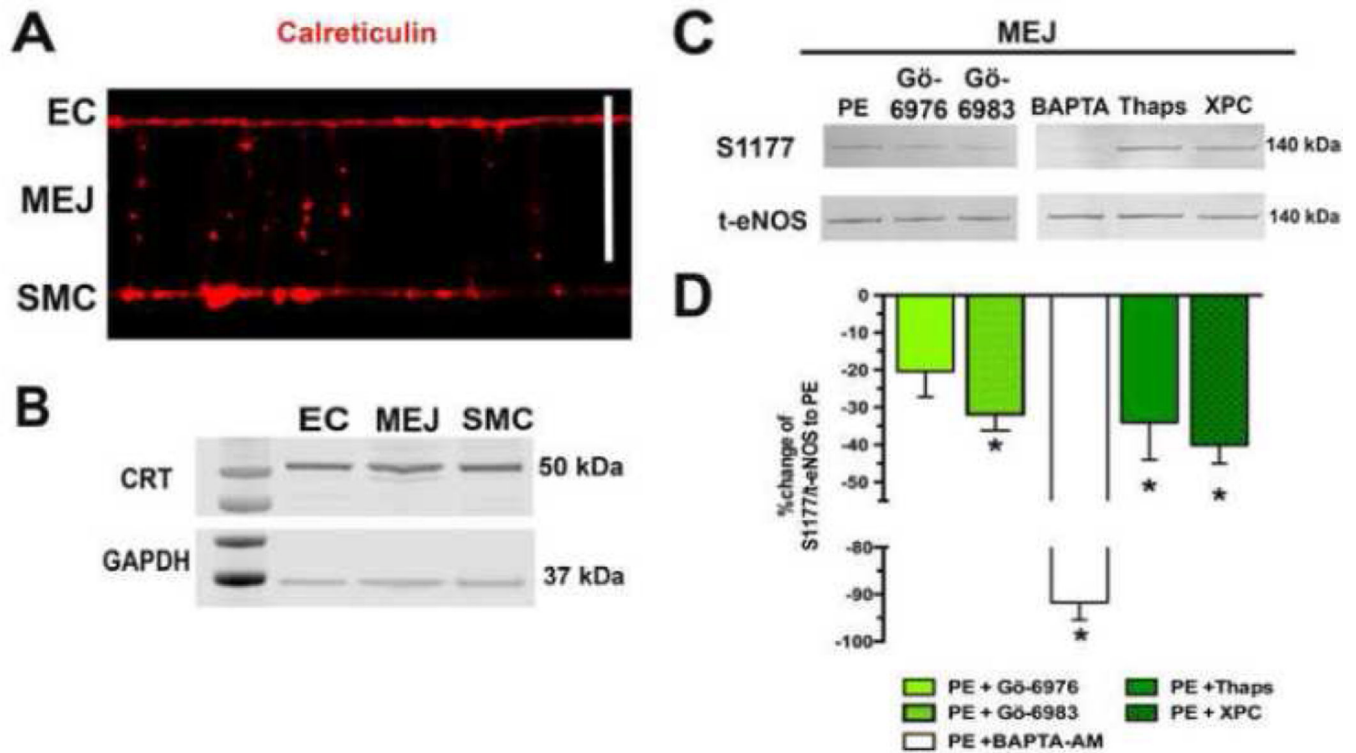 A
Calreticulin
EC
MEJ
SMC
B
EC MEJ SMC
CRT
50 kDa
GAPDH
37 kDa
C
MEJ
PE Gö-6976 Gö-6983 BAPTA Thaps XPC
S1177
140 kDa
t-eNOS
140 kDa
D
%change of
S1177/t-eNOS to PE
0
-10
-20
-30
-40
-50
-80
-90
-100
*
*
*
*
PE + Gö-6976
PE + Gö-6983
PE +BAPTA-AM
PE +Thaps
PE + XPC